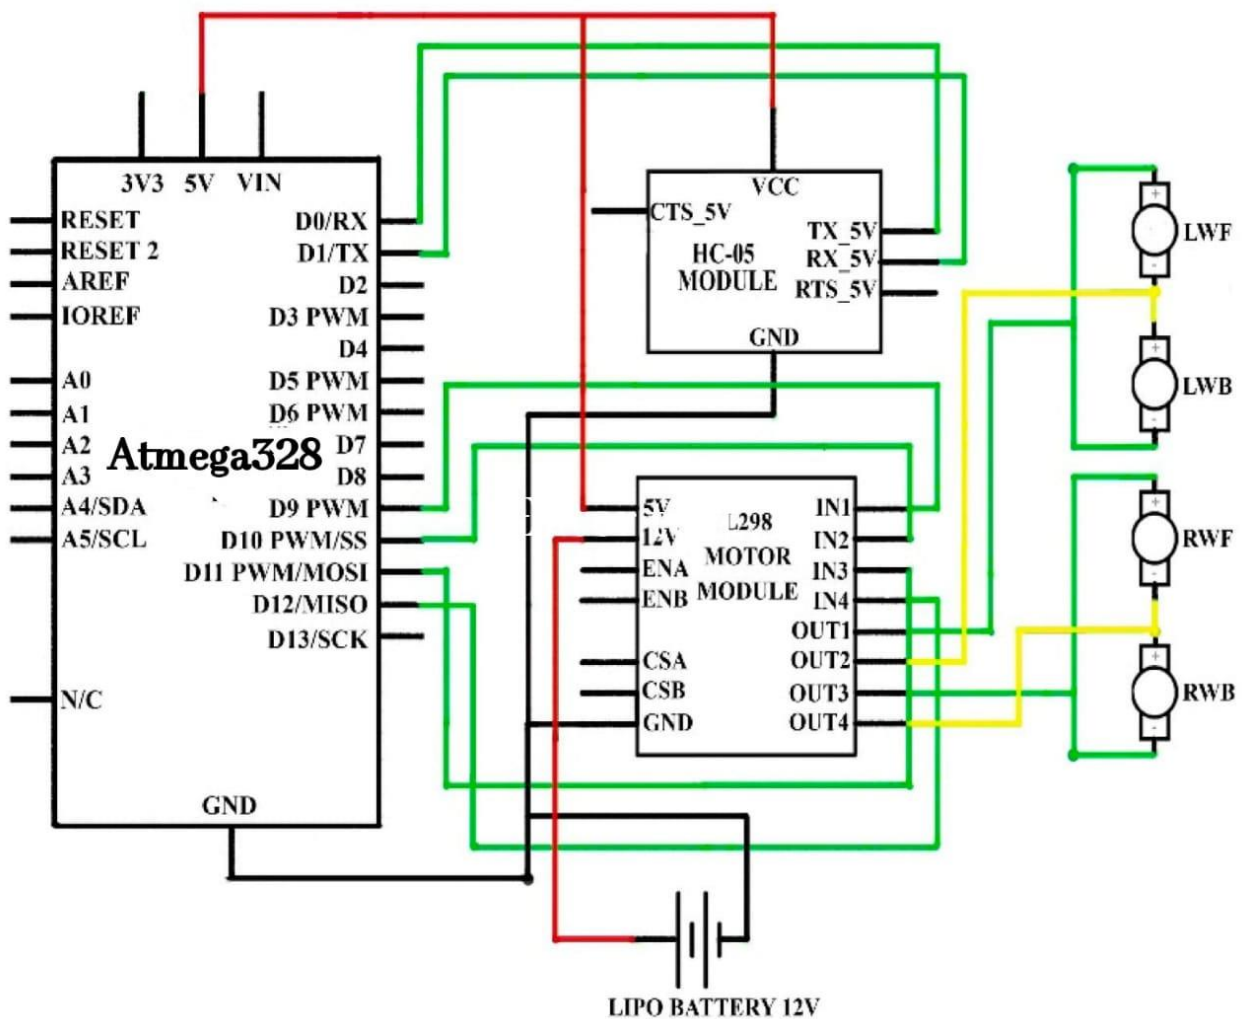 3V3 5V VIN
RESET
RESET 2
AREF
IOREF
A0
A1
A2
A3
A4/SDA
A5/SCL
N/C
Atmega328
D0/RX
D1/TX
D2
D3 PWM
D4
D5 PWM
D6 PWM
D7
D8
D9 PWM
D10 PWM/SS
D11 PWM/MOSI
D12/MISO
D13/SCK
GND
VCC
CTS_5V
HC-05
MODULE
TX_5V
RX_5V
RTS_5V
GND
5V
12V
ENA
ENB
CSA
CSB
GND
L298
MOTOR
MODULE
IN1
IN2
IN3
IN4
OUT1
OUT2
OUT3
OUT4
+
LWF
-
+
LWB
-
+
RWF
-
+
RWB
-
LIPO BATTERY 12V